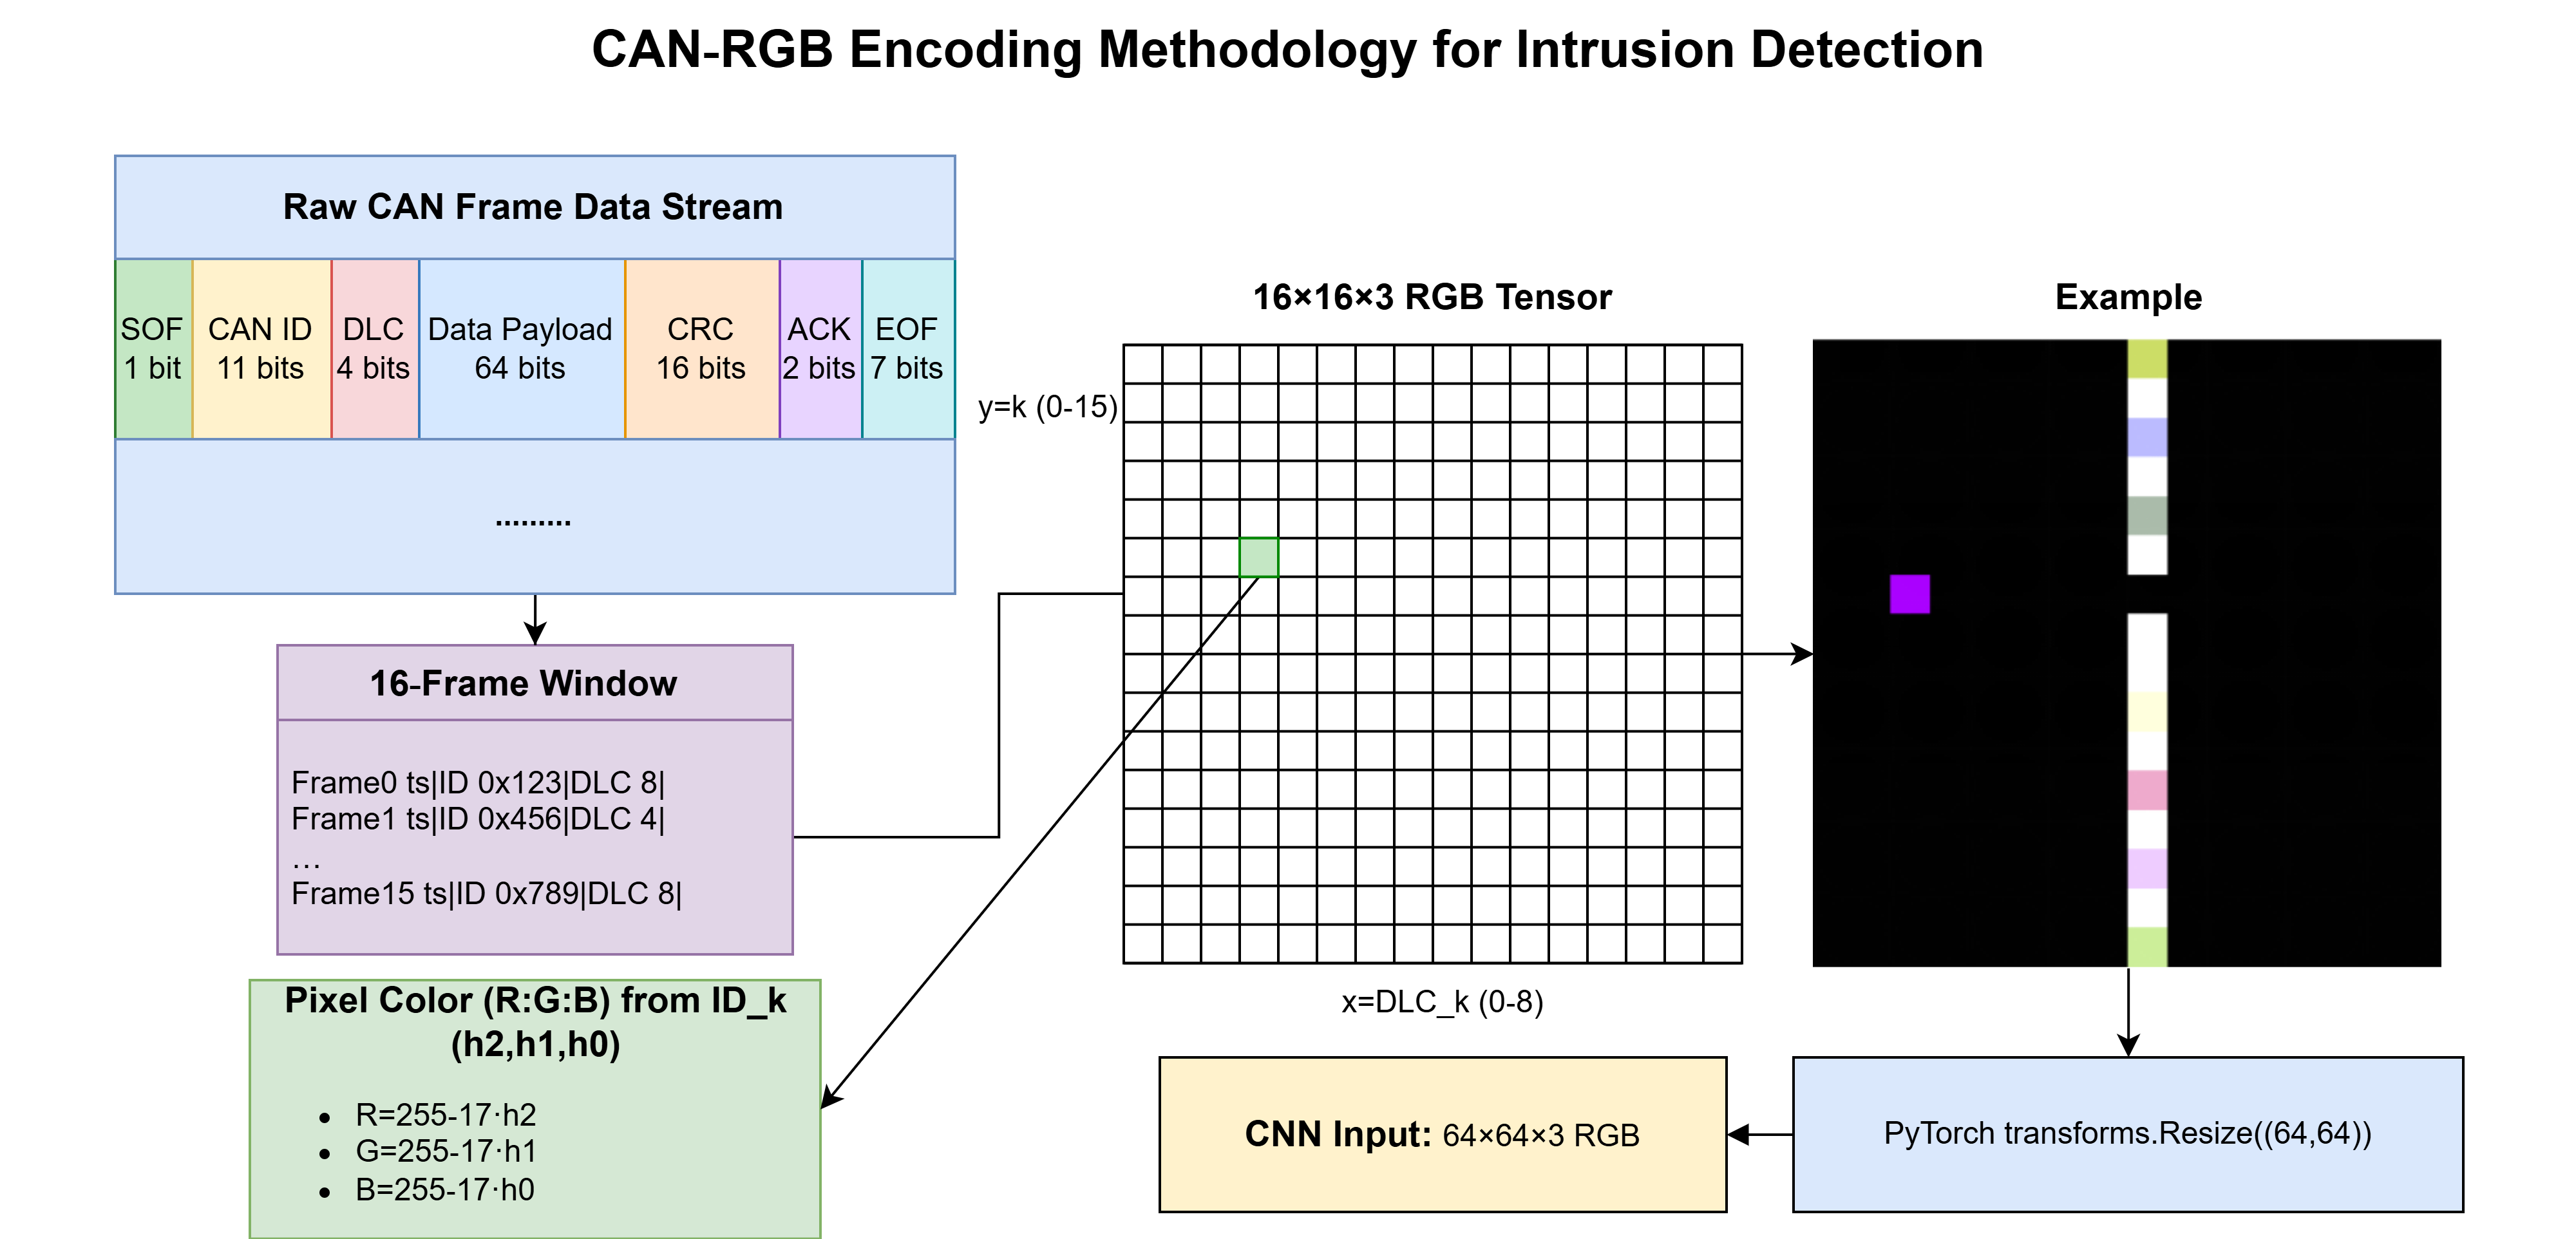 CAN-RGB Encoding Methodology for Intrusion Detection
Raw CAN Frame Data Stream
SOF
1 bit
CAN ID
11 bits
DLC
4 bits
Data Payload
64 bits
CRC
16 bits
ACK
2 bits
EOF
7 bits
.........
16-Frame Window
Frame0 ts|ID 0x123|DLC 8|
Frame1 ts|ID 0x456|DLC 4|
…
Frame15 ts|ID 0x789|DLC 8|
Pixel Color (R:G:B) from ID_k
(h2,h1,h0)
• R=255-17·h2
• G=255-17·h1
• B=255-17·h0
16×16×3 RGB Tensor
y=k (0-15)
x=DLC_k (0-8)
Example
PyTorch transforms.Resize((64,64))
CNN Input: 64×64×3 RGB